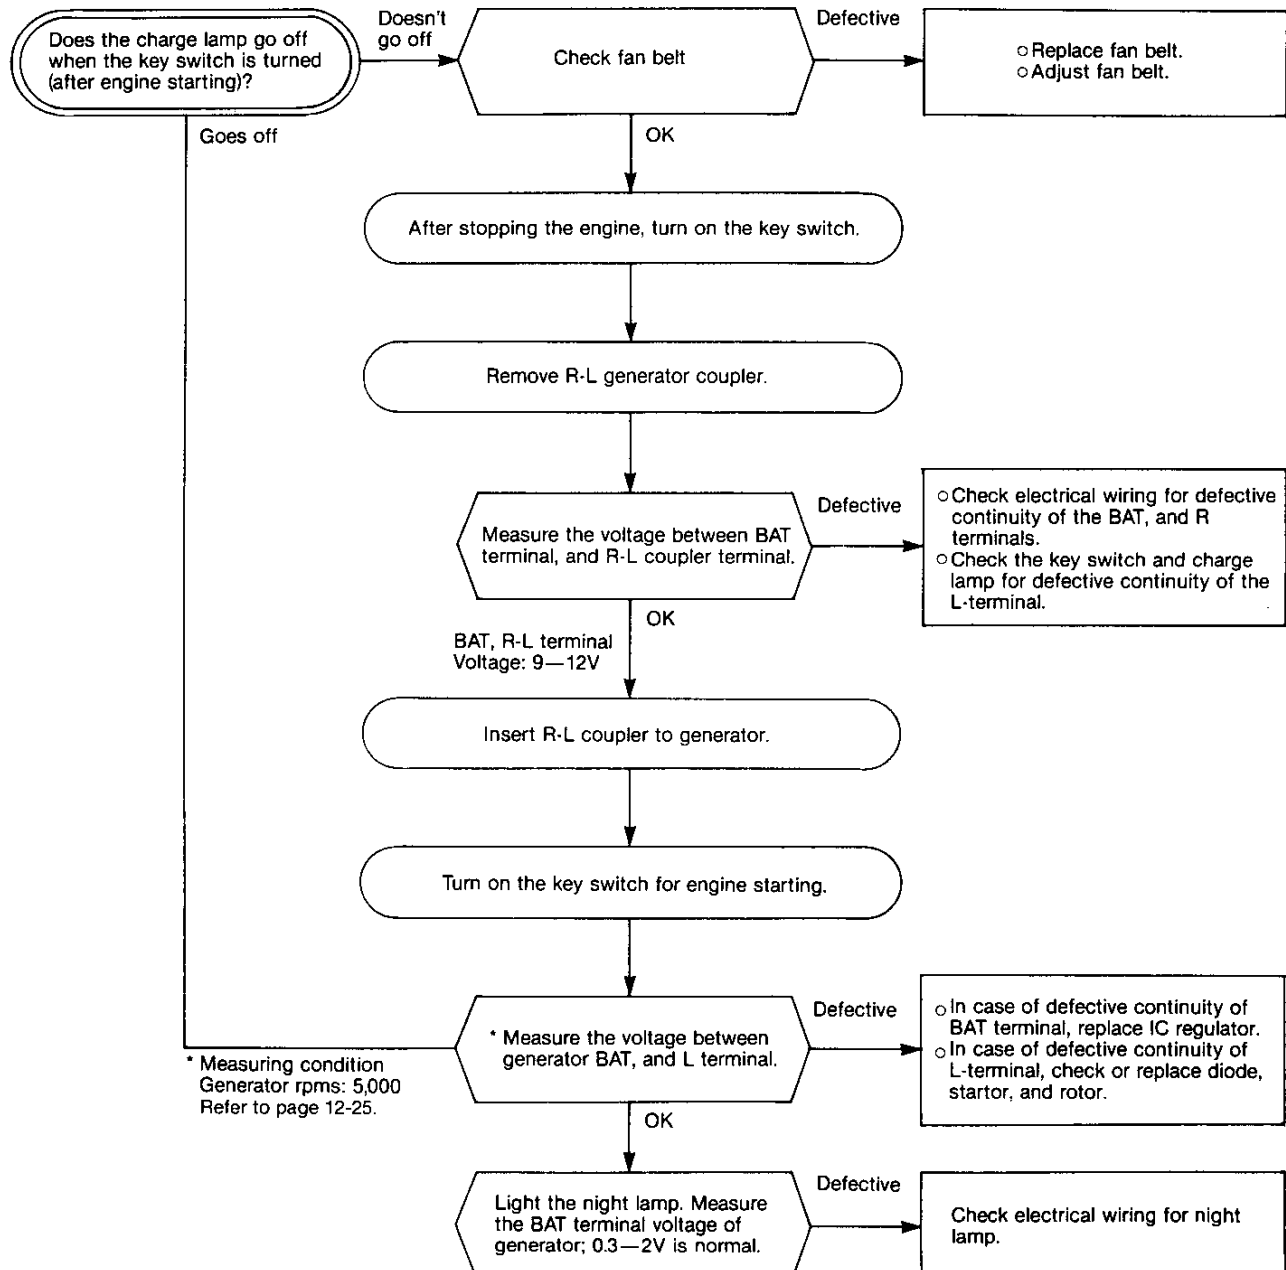 Does the charge lamp go off
when the key switch is turned
(after engine starting)?
Doesn't
go off
Check fan belt
Defective
○ Replace fan belt.
○ Adjust fan belt.
Goes off
OK
After stopping the engine, turn on the key switch.
Remove R-L generator coupler.
Measure the voltage between BAT
terminal, and R-L coupler terminal.
Defective
○ Check electrical wiring for defective
continuity of the BAT, and R
terminals.
○ Check the key switch and charge
lamp for defective continuity of the
L-terminal.
OK
BAT, R-L terminal
Voltage: 9—12V
Insert R-L coupler to generator.
Turn on the key switch for engine starting.
* Measure the voltage between
generator BAT, and L terminal.
Defective
○ In case of defective continuity of
BAT terminal, replace IC regulator.
○ In case of defective continuity of
L-terminal, check or replace diode,
startor, and rotor.
* Measuring condition
Generator rpms: 5,000
Refer to page 12-25.
OK
Light the night lamp. Measure
the BAT terminal voltage of
generator; 0.3—2V is normal.
Defective
Check electrical wiring for night
lamp.